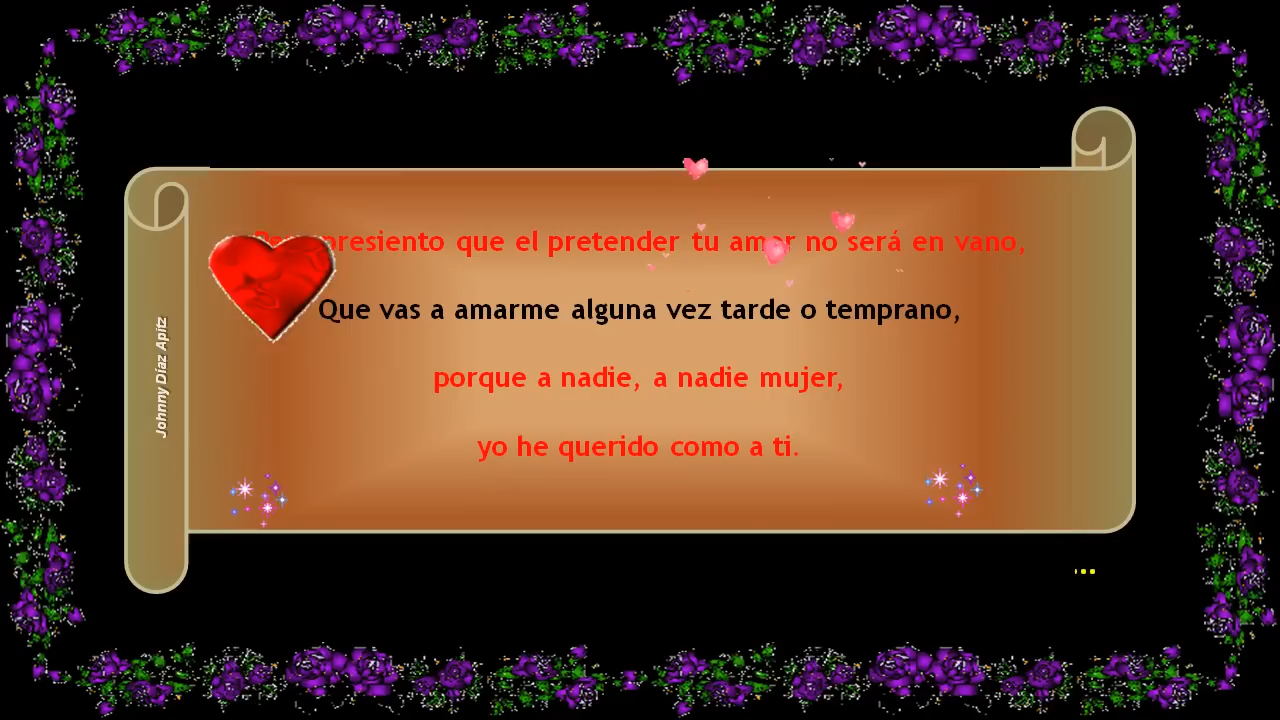 presiento que el pretender tu amor no será en vano,
Que vas a amarme alguna vez tarde o temprano,
porque a nadie, a nadie mujer,
yo he querido como a ti.
Johnny Díaz Apitz